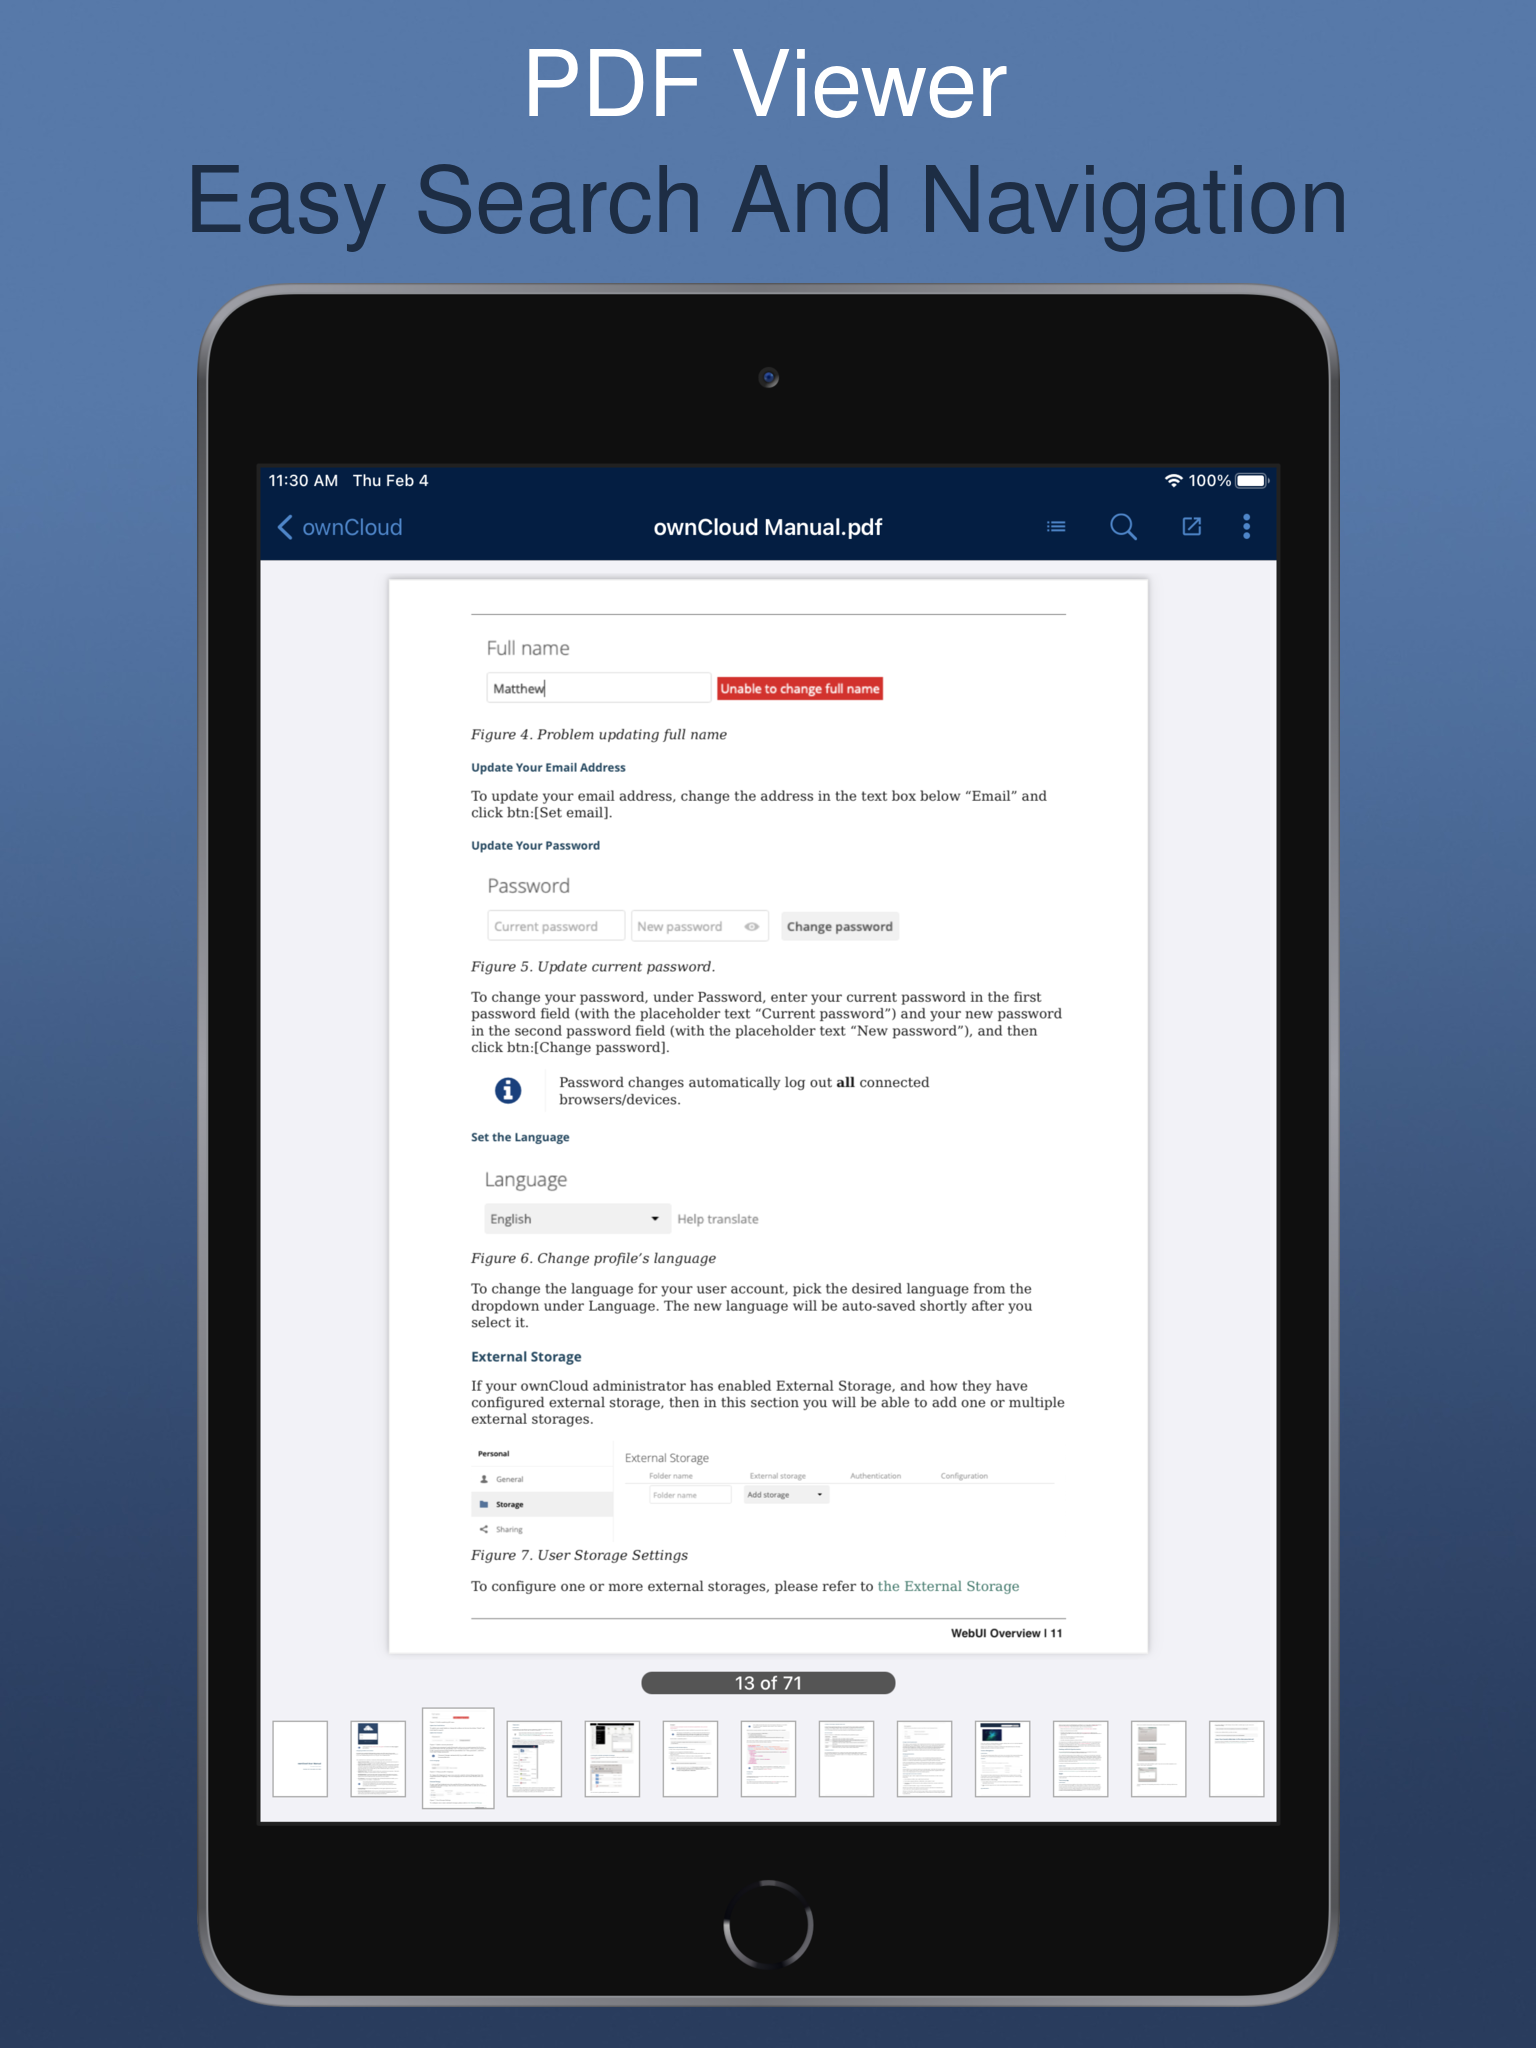 PDF Viewer
Easy Search And Navigation
11:30 AM Thu Feb 4
100%
ownCloud
ownCloud Manual.pdf
Full name
Matthew
Unable to change full name
Figure 4. Problem updating full name
Update Your Email Address
To update your email address, change the address in the text box below “Email” and
click btn:[Set email].
Update Your Password
Password
Current password
New password
Change password
Figure 5. Update current password.
To change your password, under Password, enter your current password in the first
password field (with the placeholder text “Current password”) and your new password
in the second password field (with the placeholder text “New password”), and then
click btn:[Change password].
Password changes automatically log out all connected
browsers/devices.
Set the Language
Language
English
Help translate
Figure 6. Change profile’s language
To change the language for your user account, pick the desired language from the
dropdown under Language. The new language will be auto-saved shortly after you
select it.
External Storage
If your ownCloud administrator has enabled External Storage, and how they have
configured external storage, then in this section you will be able to add one or multiple
external storages.
Personal
General
Storage
Sharing
External Storage
Folder name External storage Authentication Configuration
Folder name Add storage
Figure 7. User Storage Settings
To configure one or more external storages, please refer to the External Storage
WebUI Overview | 11
13 of 71